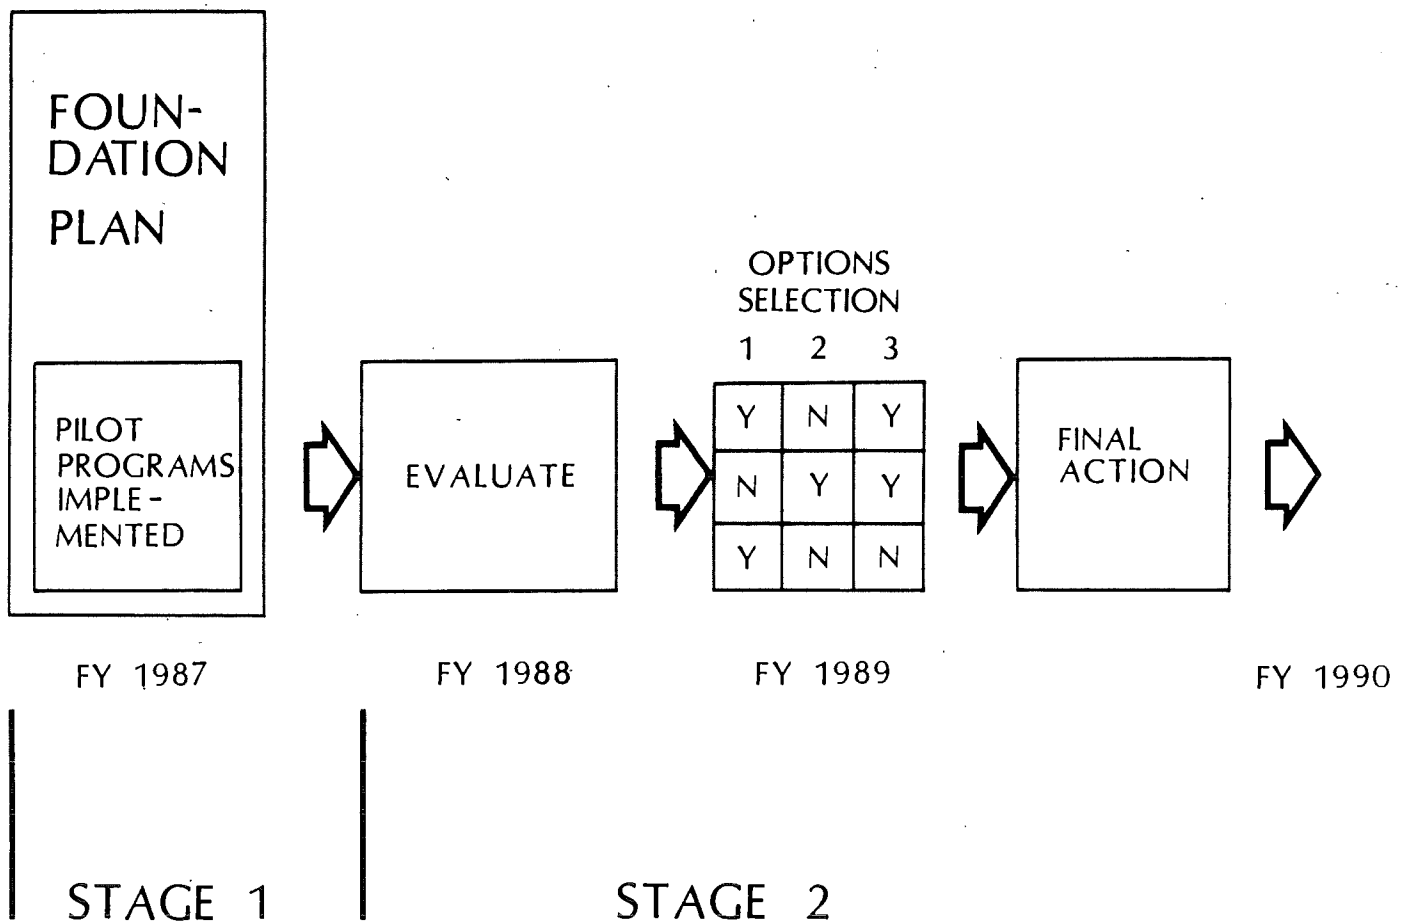 FOUN-
DATION
PLAN
PILOT
PROGRAMS
IMPLE-
MENTED
EVALUATE
OPTIONS
SELECTION
1 2 3
Y N Y
N Y Y
Y N N
FINAL
ACTION
FY 1987
FY 1988
FY 1989
FY 1990
STAGE 1
STAGE 2